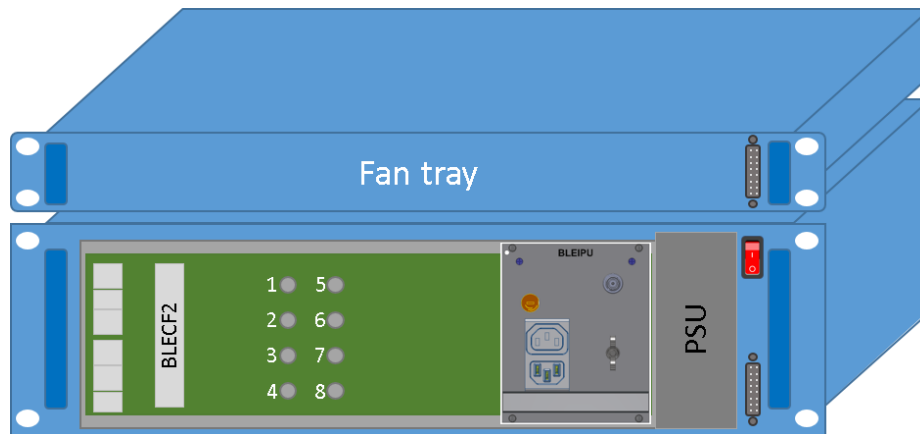 Fan tray
BLECF2
1 5
2 6
3 7
4 8
BLEIPU
PSU
I
O